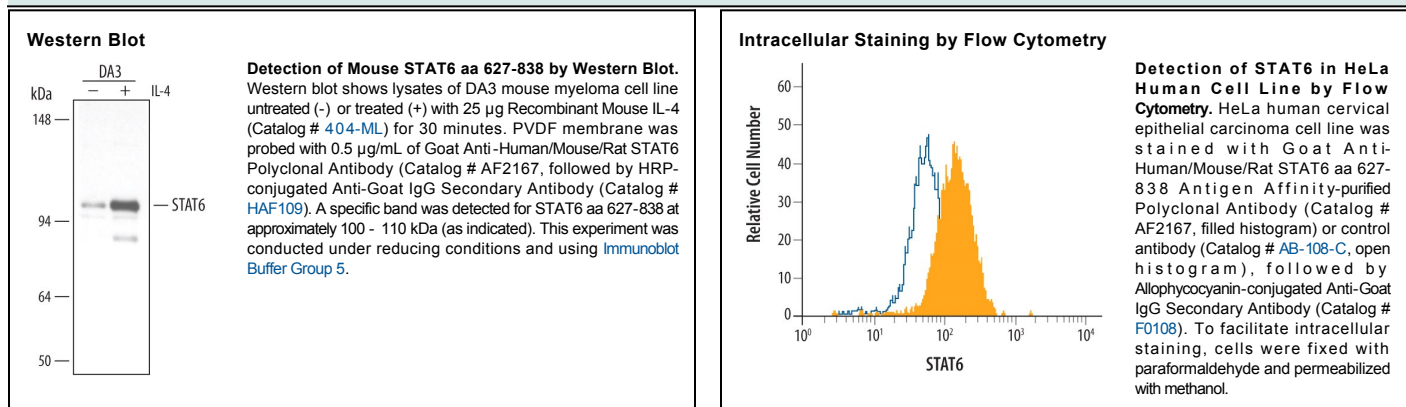 Western Blot
DA3
kDa
− + IL-4
148
94
64
50
STAT6
Detection of Mouse STAT6 aa 627-838 by Western Blot.
Western blot shows lysates of DA3 mouse myeloma cell line
untreated (-) or treated (+) with 25 µg Recombinant Mouse IL-4
(Catalog # 404-ML) for 30 minutes. PVDF membrane was
probed with 0.5 µg/mL of Goat Anti-Human/Mouse/Rat STAT6
Polyclonal Antibody (Catalog # AF2167, followed by HRP-
conjugated Anti-Goat IgG Secondary Antibody (Catalog #
HAF109). A specific band was detected for STAT6 aa 627-838 at
approximately 100 - 110 kDa (as indicated). This experiment was
conducted under reducing conditions and using Immunoblot
Buffer Group 5.
Intracellular Staining by Flow Cytometry
Relative Cell Number
60
50
40
30
20
10
0
10⁰ 10¹ 10² 10³ 10⁴
STAT6
Detection of STAT6 in HeLa
Human Cell Line by Flow
Cytometry. HeLa human cervical
epithelial carcinoma cell line was
stained with Goat Anti-
Human/Mouse/Rat STAT6 aa 627-
838 Antigen Affinity-purified
Polyclonal Antibody (Catalog #
AF2167, filled histogram) or control
antibody (Catalog # AB-108-C, open
histogram), followed by
Allophycocyanin-conjugated Anti-Goat
IgG Secondary Antibody (Catalog #
F0108). To facilitate intracellular
staining, cells were fixed with
paraformaldehyde and permeabilized
with methanol.